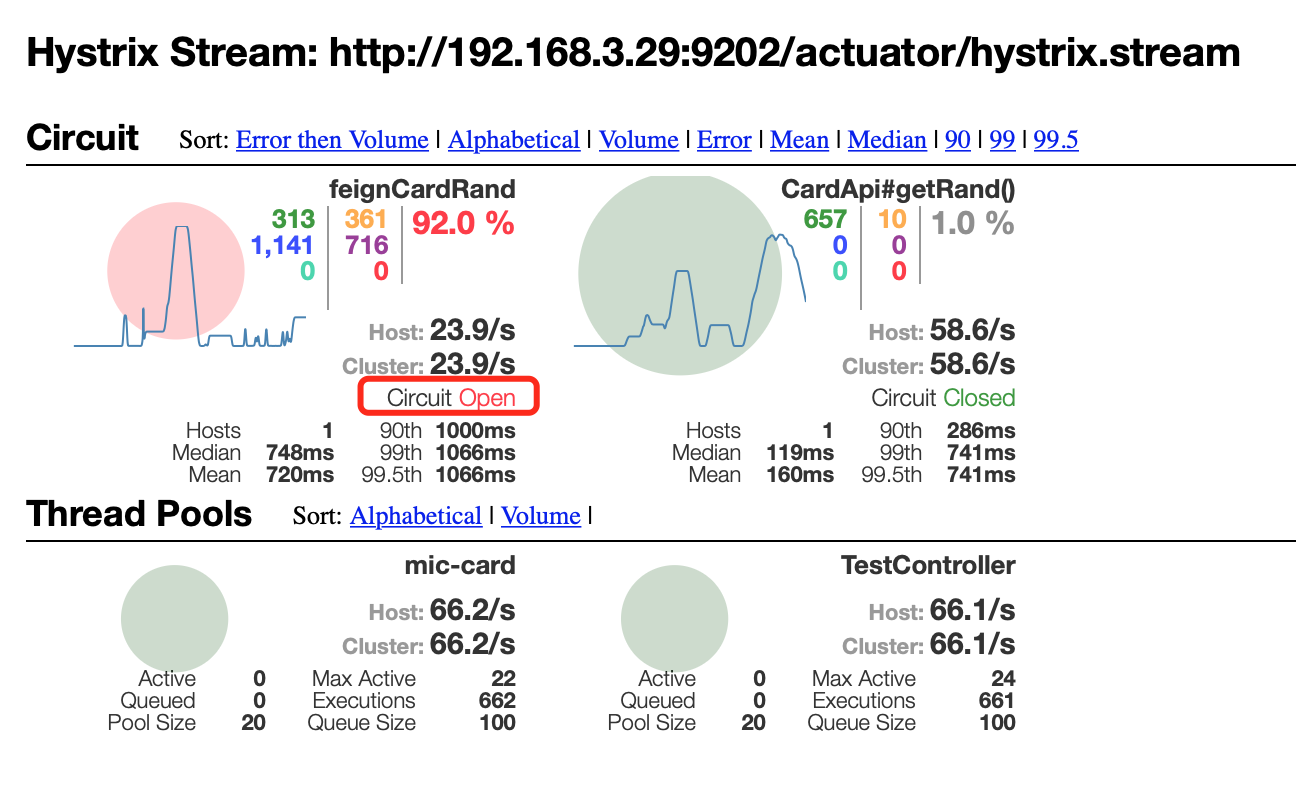 Hystrix Stream: http://192.168.3.29:9202/actuator/hystrix.stream
Circuit Sort: Error then Volume | Alphabetical | Volume | Error | Mean | Median | 90 | 99 | 99.5
feignCardRand
313 361 92.0 %
1,141 716
0 0
Host: 23.9/s
Cluster: 23.9/s
Circuit Open
Hosts 1 90th 1000ms
Median 748ms 99th 1066ms
Mean 720ms 99.5th 1066ms
CardApi#getRand()
657 10 1.0 %
0 0
0 0
Host: 58.6/s
Cluster: 58.6/s
Circuit Closed
Hosts 1 90th 286ms
Median 119ms 99th 741ms
Mean 160ms 99.5th 741ms
Thread Pools Sort: Alphabetical | Volume |
mic-card
Host: 66.2/s
Cluster: 66.2/s
Active 0 Max Active 22
Queued 0 Executions 662
Pool Size 20 Queue Size 100
TestController
Host: 66.1/s
Cluster: 66.1/s
Active 0 Max Active 24
Queued 0 Executions 661
Pool Size 20 Queue Size 100